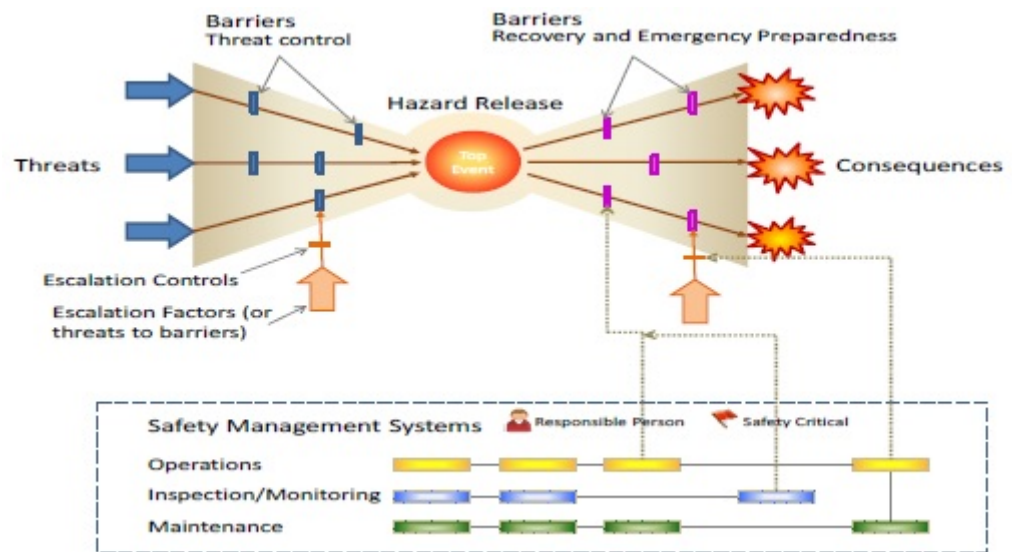 Barriers
Threat control
Barriers
Recovery and Emergency Preparedness
Hazard Release
Threats
Top
Event
Consequences
Escalation Controls
Escalation Factors (or
threats to barriers)
Safety Management Systems
Responsible Person
Safety Critical
Operations
Inspection/Monitoring
Maintenance